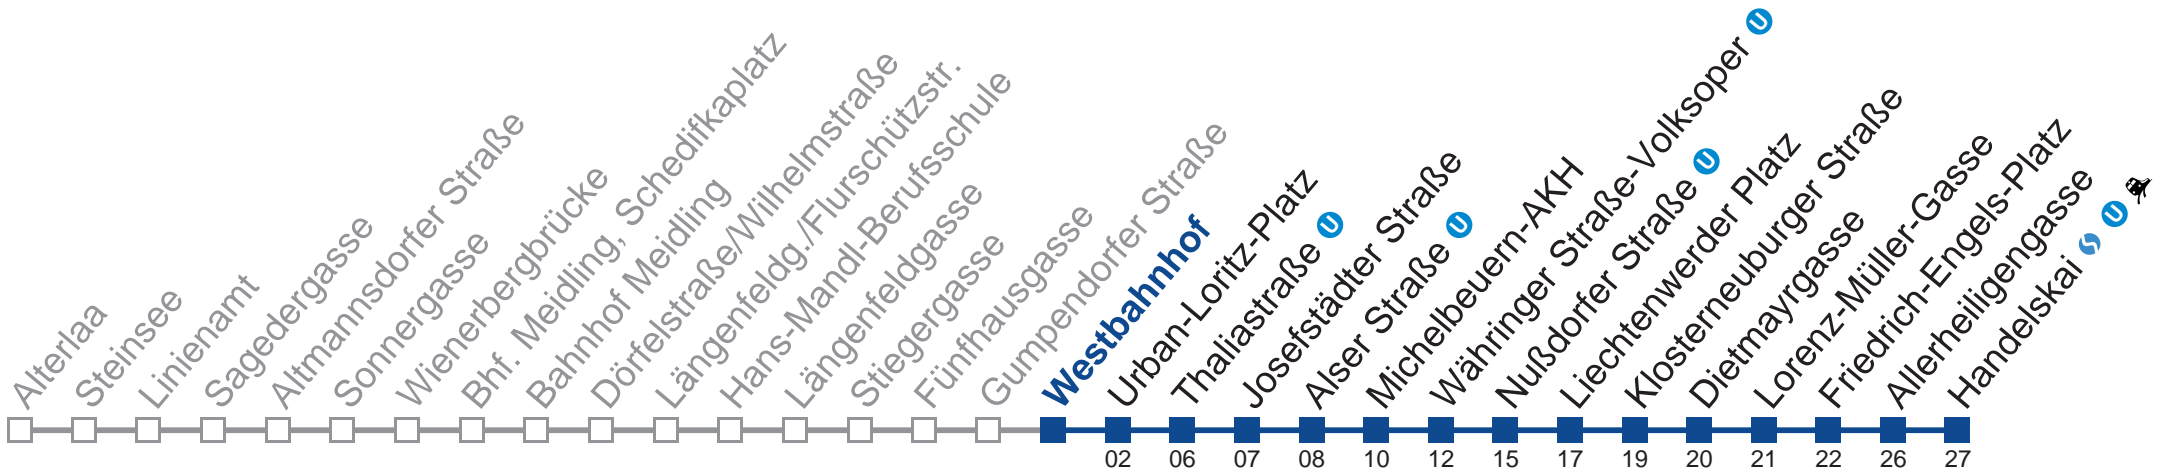 Alterlaa
Steinsee
Linienamt
Sagedergasse
Altmannsdorfer Straße
Sonnergasse
Wienerbergbrücke
Bhf. Meidling, Schedifkaplatz
Bahnhof Meidling
Dörfelstraße/Wilhelmstraße
Längenfeldg./Flurschützstr.
Hans-Mandl-Berufsschule
Längenfeldgasse
Stiegergasse
Fünfhausgasse
Gumpendorfer Straße
Westbahnhof
Urban-Loritz-Platz
Thaliastraße U
Josefstädter Straße
Alser Straße U
Michelbeuern-AKH
Währinger Straße-Volksoper U
Nußdorfer Straße U
Liechtenwerder Platz
Klosterneuburger Straße
Dietmayrgasse
Lorenz-Müller-Gasse
Friedrich-Engels-Platz
Allerheiligengasse
Handelskai S U
02 06 07 08 10 12 15 17 19 20 21 22 26 27